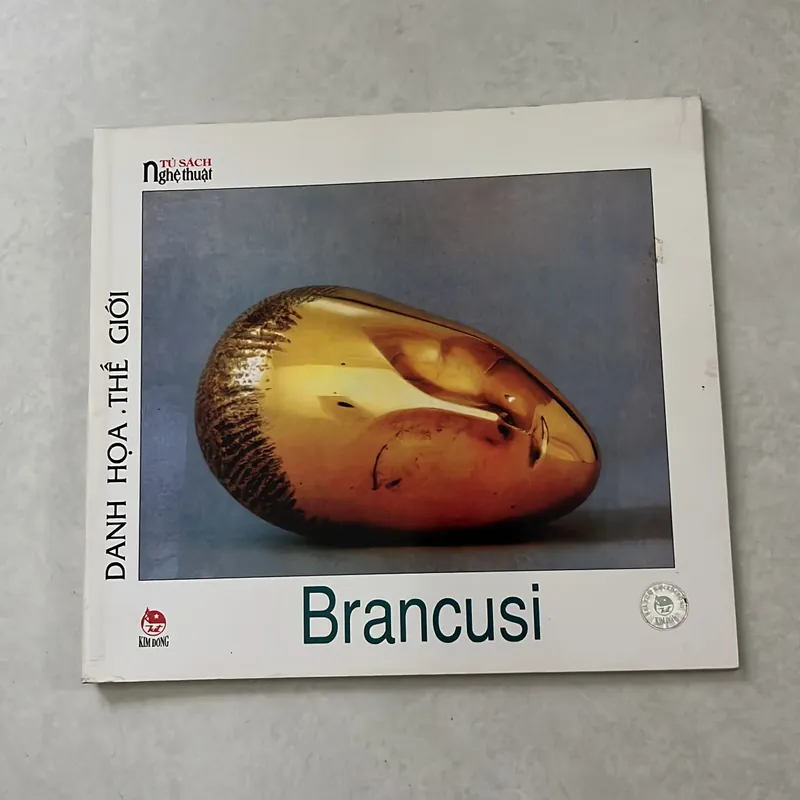 TỦ SÁCH
Nghệ thuật
DANH HỌA . THẾ GIỚI
Brancusi
KIM ĐỒNG